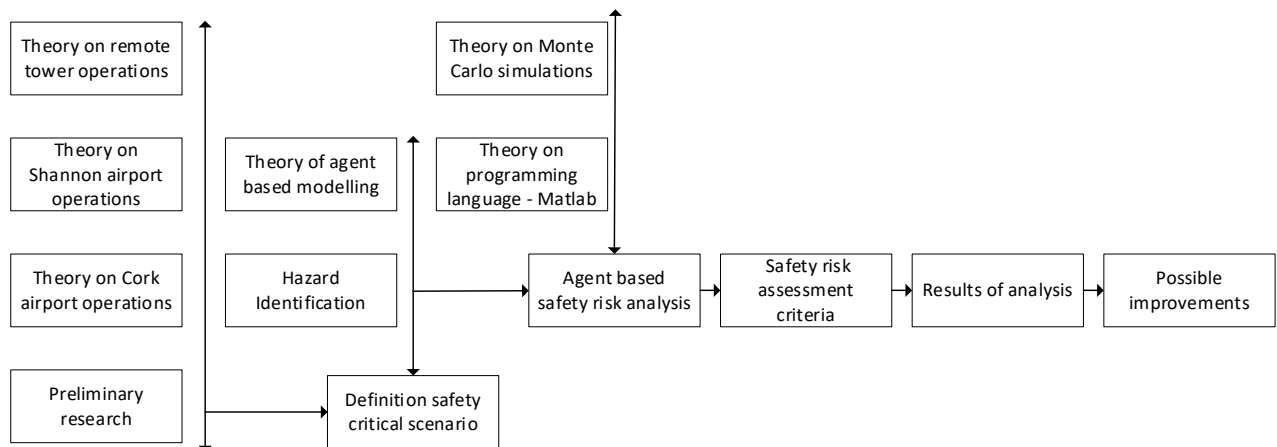 Theory on remote
tower operations
Theory on
Shannon airport
operations
Theory on Cork
airport operations
Preliminary
research
Theory of agent
based modelling
Hazard
Identification
Definition safety
critical scenario
Theory on Monte
Carlo simulations
Theory on
programming
language - Matlab
Agent based
safety risk analysis
Safety risk
assessment
criteria
Results of analysis
Possible
improvements